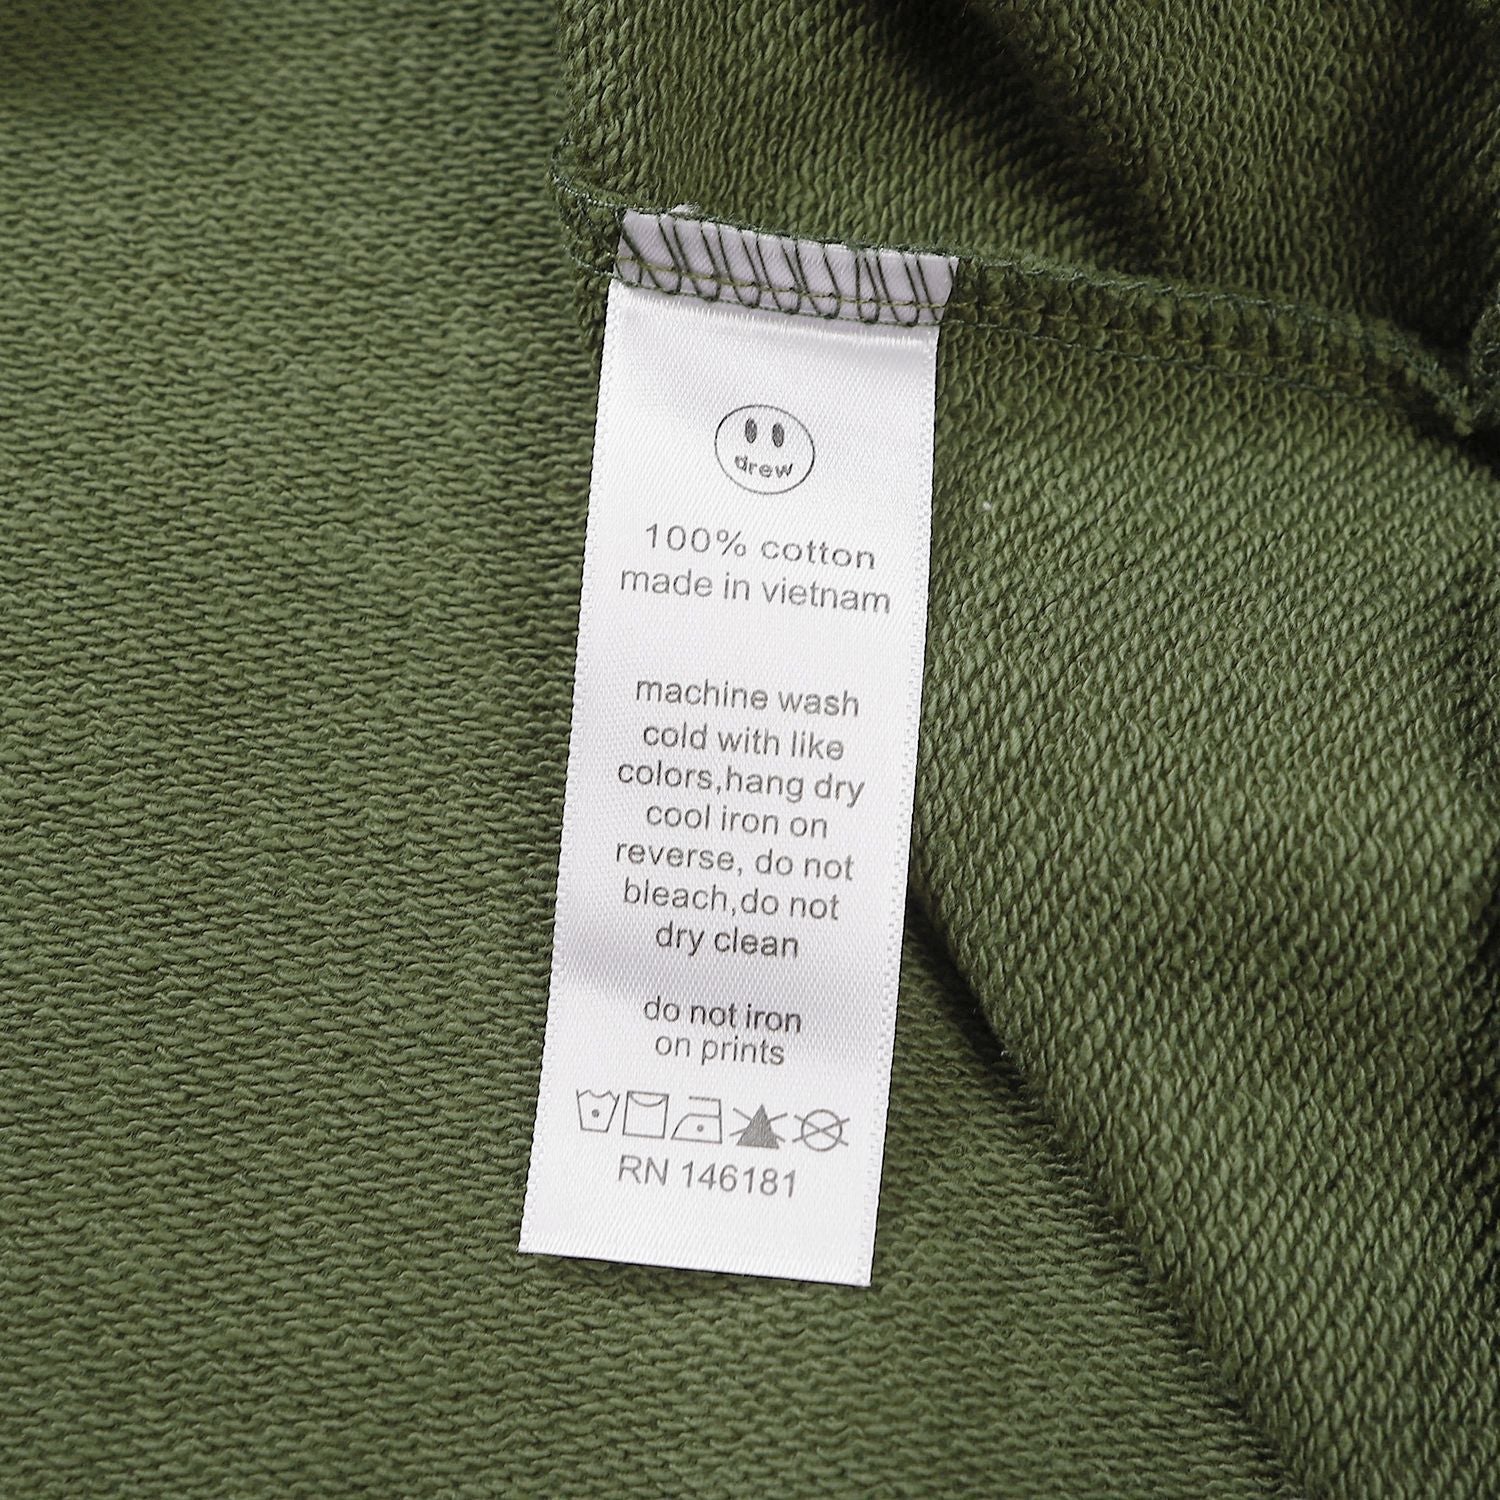 drew
100% cotton
made in vietnam
machine wash
cold with like
colors,hang dry
cool iron on
reverse, do not
bleach,do not
dry clean
do not iron
on prints
RN 146181